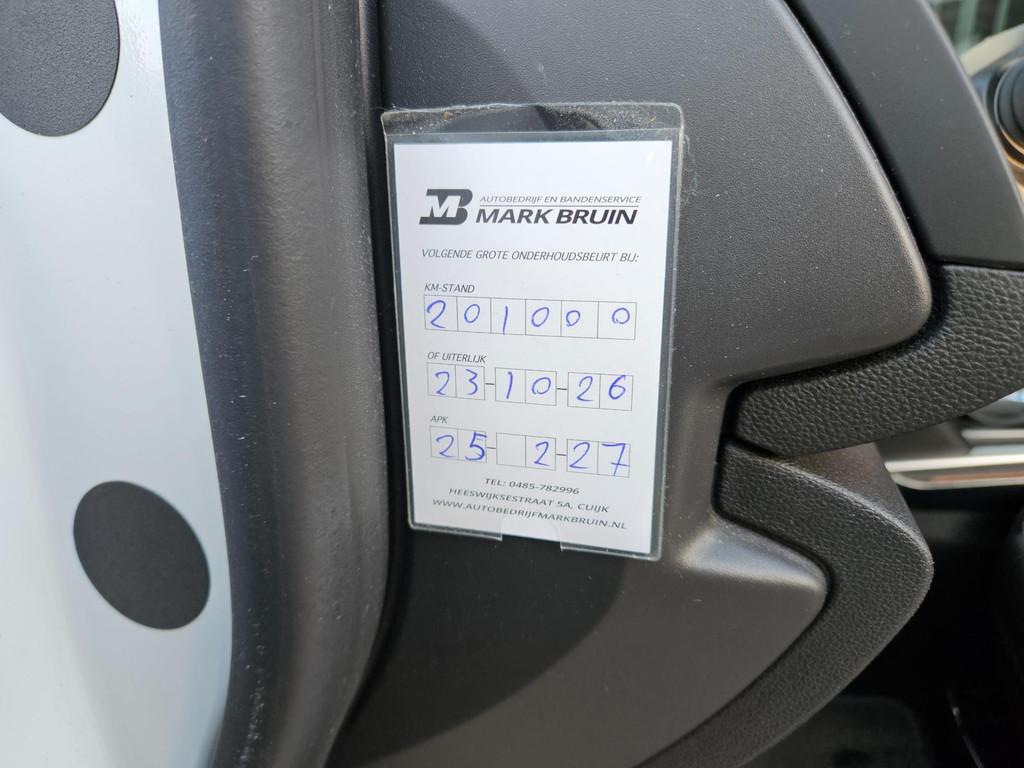 MB AUTOBEDRIJF EN BANDENSERVICE
MARK BRUIN
VOLGENDE GROTE ONDERHOUDSBEURT BIJ:
KM-STAND
201000
OF UITERLIJK
23-10-26
APK
25- 2-27
TEL: 0485-782996
HEESWIJKSESTRAAT 5A, CUIJK
WWW.AUTOBEDRIJFMARKBRUIN.NL